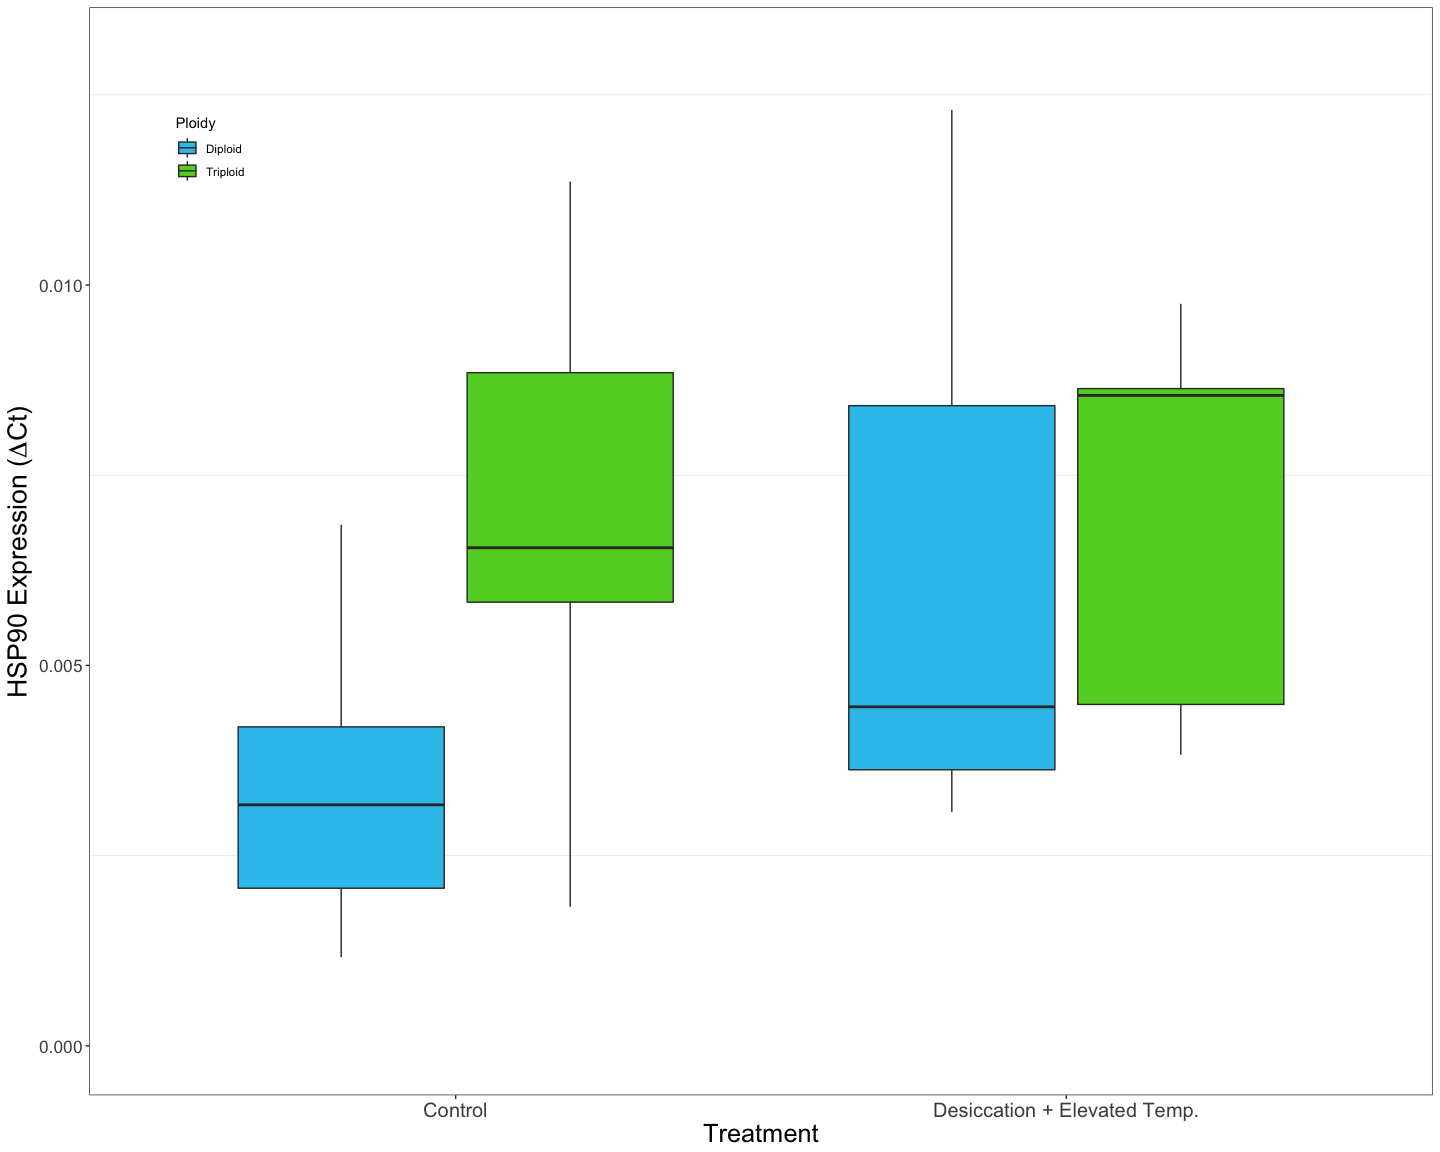 Ploidy
Diploid
Triploid
HSP90 Expression (ΔCt)
0.010
0.005
0.000
Control
Desiccation + Elevated Temp.
Treatment